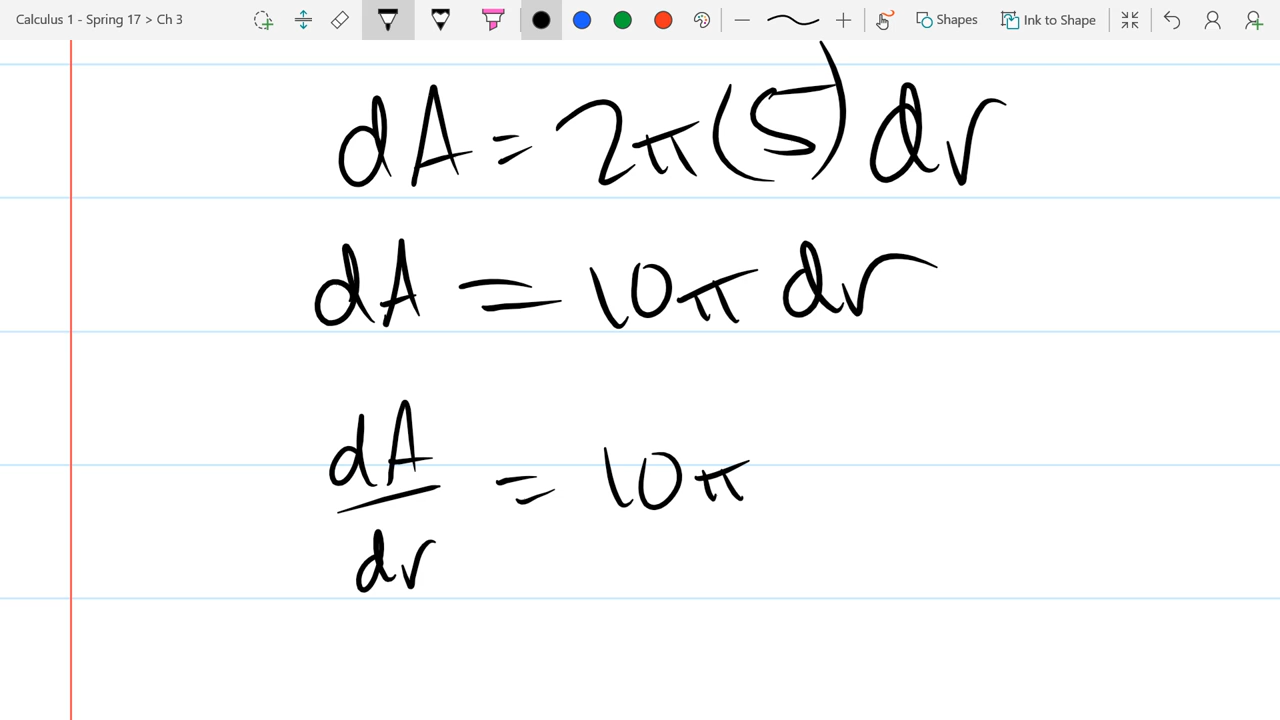 Calculus 1 - Spring 17 > Ch 3 Shapes Ink to Shape
dA = 2π(5) dr
dA = 10π dr
dA/dr = 10π